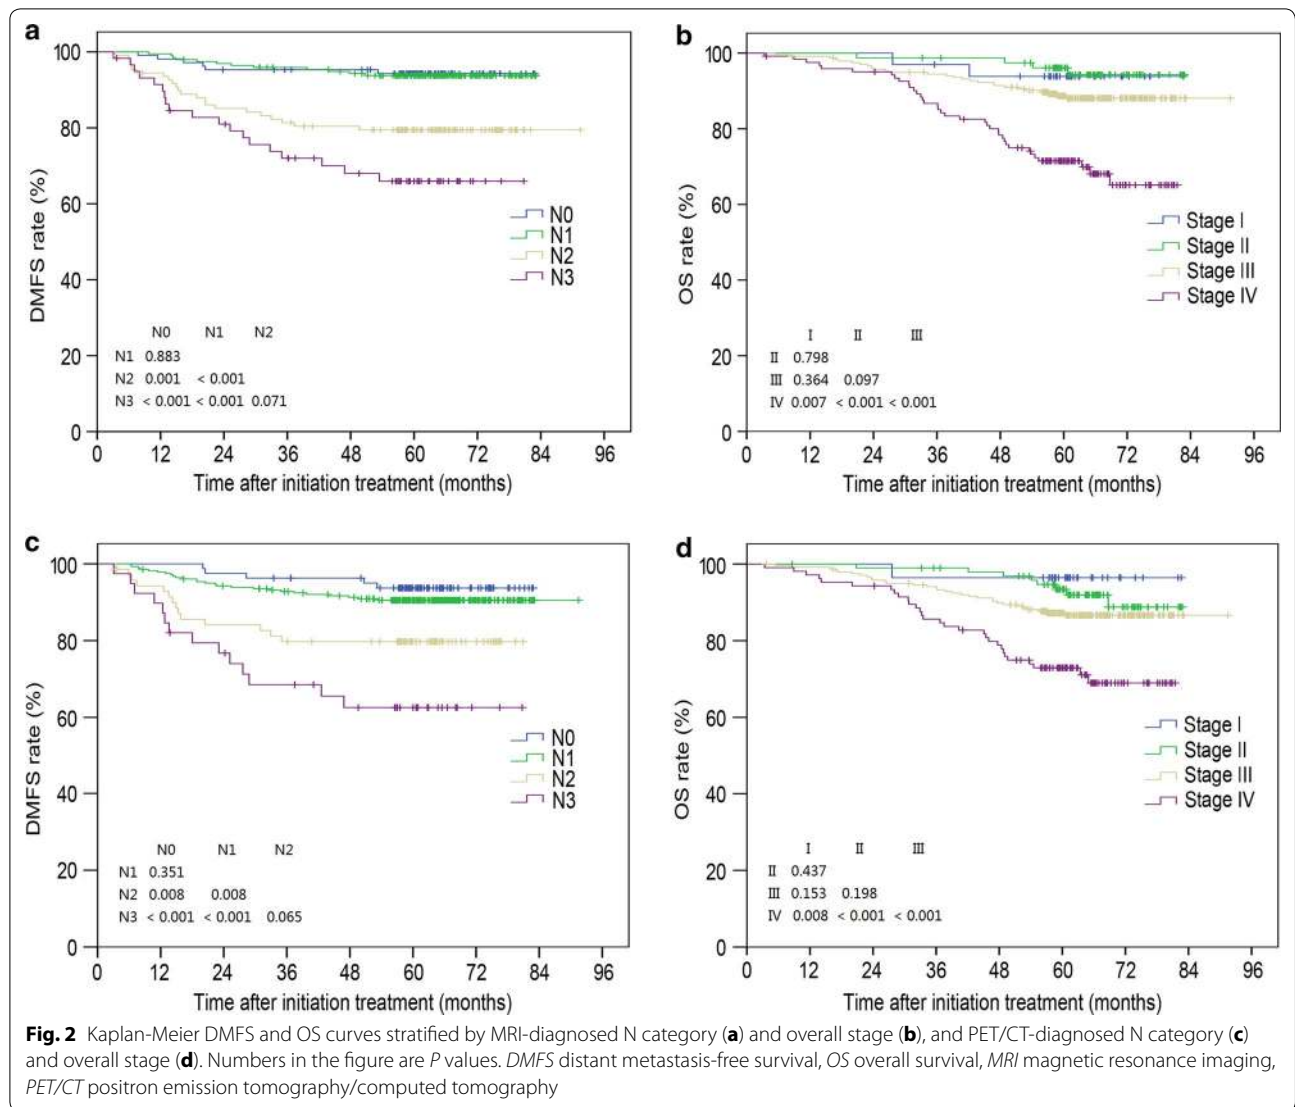 a
100
80
60
40
20
0
DMFS rate (%)
N0
N1
N2
N3
N0 N1 N2
N1 0.883
N2 0.001 < 0.001
N3 < 0.001 < 0.001 0.071
0 12 24 36 48 60 72 84 96
Time after initiation treatment (months)
b
100
80
60
40
20
0
OS rate (%)
Stage I
Stage II
Stage III
Stage IV
I II III
II 0.798
III 0.364 0.097
IV 0.007 < 0.001 < 0.001
0 12 24 36 48 60 72 84 96
Time after initiation treatment (months)
c
100
80
60
40
20
0
DMFS rate (%)
N0
N1
N2
N3
N0 N1 N2
N1 0.351
N2 0.008 0.008
N3 < 0.001 < 0.001 0.065
0 12 24 36 48 60 72 84 96
Time after initiation treatment (months)
d
100
80
60
40
20
0
OS rate (%)
Stage I
Stage II
Stage III
Stage IV
I II III
II 0.437
III 0.153 0.198
IV 0.008 < 0.001 < 0.001
0 12 24 36 48 60 72 84 96
Time after initiation treatment (months)
Fig. 2 Kaplan-Meier DMFS and OS curves stratified by MRI-diagnosed N category (a) and overall stage (b), and PET/CT-diagnosed N category (c)
and overall stage (d). Numbers in the figure are P values. DMFS distant metastasis-free survival, OS overall survival, MRI magnetic resonance imaging,
PET/CT positron emission tomography/computed tomography